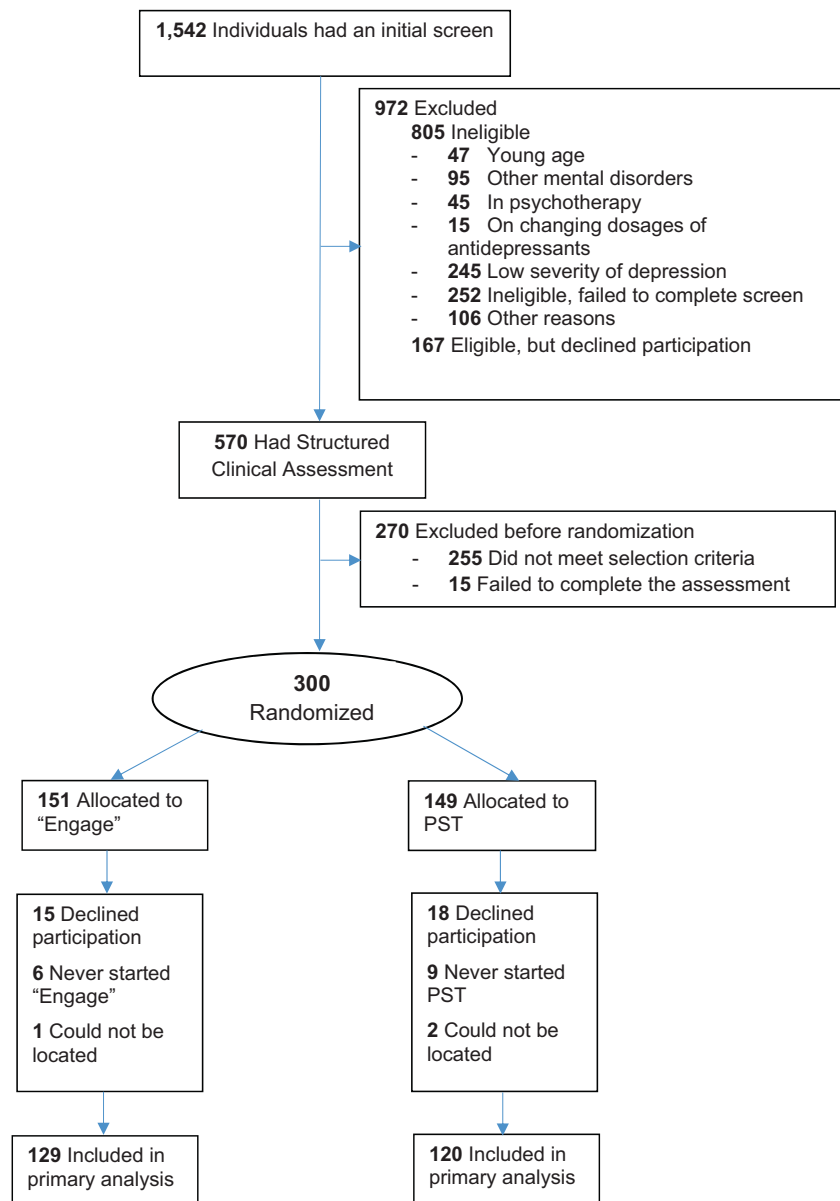 1,542 Individuals had an initial screen
972 Excluded
805 Ineligible
- 47 Young age
- 95 Other mental disorders
- 45 In psychotherapy
- 15 On changing dosages of
antidepressants
- 245 Low severity of depression
- 252 Ineligible, failed to complete screen
- 106 Other reasons
167 Eligible, but declined participation
570 Had Structured
Clinical Assessment
270 Excluded before randomization
- 255 Did not meet selection criteria
- 15 Failed to complete the assessment
300
Randomized
151 Allocated to
“Engage”
149 Allocated to
PST
15 Declined
participation
6 Never started
“Engage”
1 Could not be
located
18 Declined
participation
9 Never started
PST
2 Could not be
located
129 Included in
primary analysis
120 Included in
primary analysis